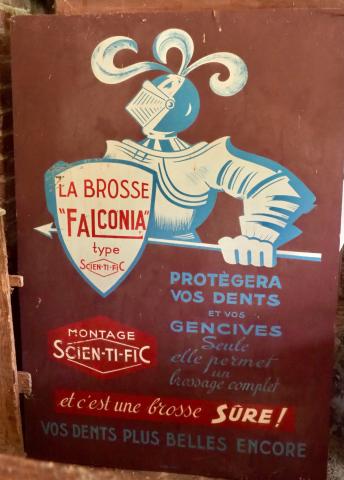 LA BROSSE
"FALCONIA"
type
SCIEN-TI-FIC
PROTÈGERA
VOS DENTS
ET VOS
GENCIVES
Seule
elle permet
un
brossage complet
MONTAGE
SCIEN-TI-FIC
et c'est une brosse SÛRE!
VOS DENTS PLUS BELLES ENCORE